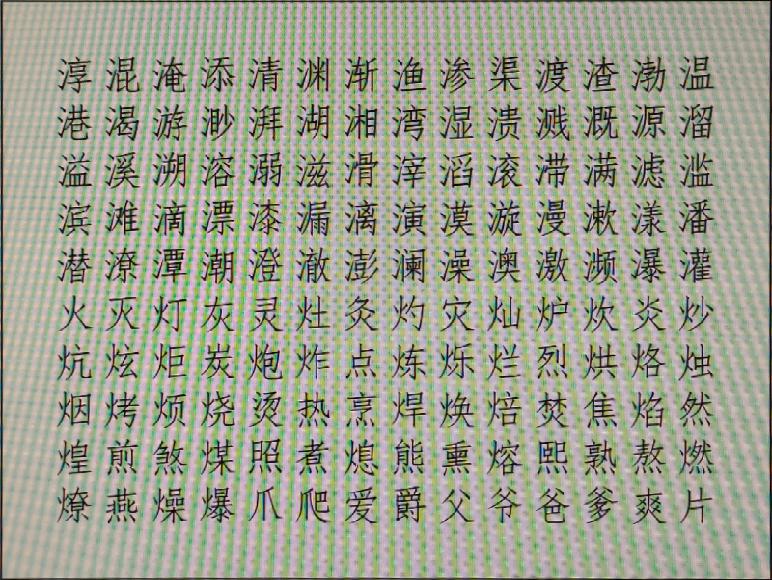 淳混淹添清渊渐渔渗渠渡渣渤温
港渴游渺湃湖湘湾湿溃溅溉源溜
溢溪溯溶溺滋滑滓滔滚滞满滤滥
滨滩滴漂漆漏漓演漠漩漫漱漾潘
潜潦潭潮澄澈澎澜澡澳激濒瀑灌
火灭灯灰灵灶灸灼灾灿炉炊炎炒
炕炫炬炭炮炸点炼烁烂烈烘烙烛
烟烤烦烧烫热烹焊焕焙焚焦焰然
煌煎煞煤照煮熄熊熏熔熙熟熬燃
燎燕燥爆爪爬爱爵父爷爸爹爽片